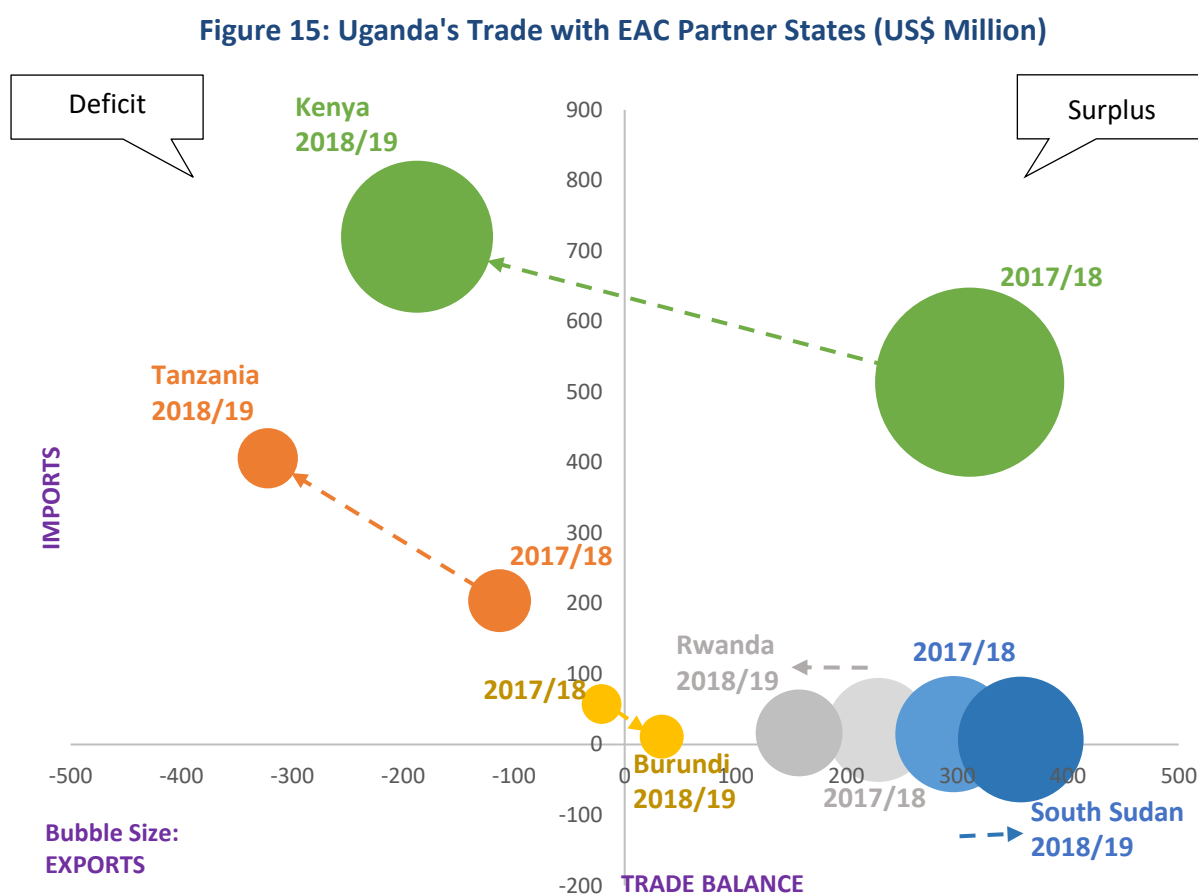 Figure 15: Uganda's Trade with EAC Partner States (US$ Million)
Deficit
Surplus
Kenya
2018/19
900
800
700
600
500
400
300
200
100
0
-100
-200
2017/18
Tanzania
2018/19
IMPORTS
2017/18
2017/18
Rwanda
2018/19
2017/18
-500
-400
-300
-200
-100
0
100
200
300
400
500
Burundi
2018/19
2017/18
South Sudan
2018/19
Bubble Size:
EXPORTS
TRADE BALANCE